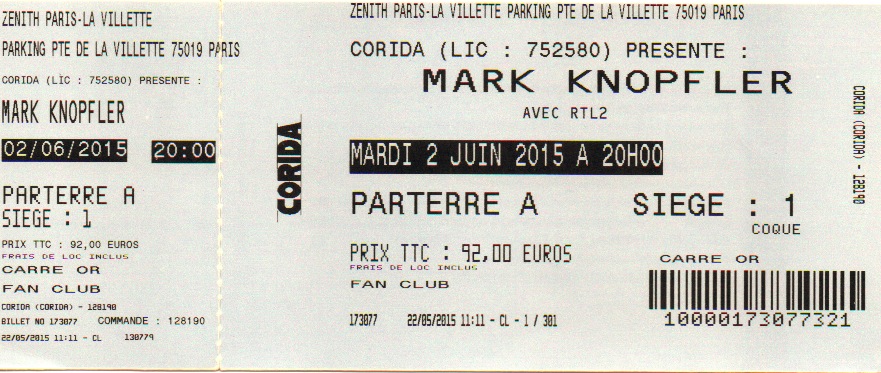 ZENITH PARIS-LA VILLETTE
PARKING PTE DE LA VILLETTE 75019 PARIS
CORIDA (LIC : 752580) PRESENTE :
MARK KNOPFLER
02/06/2015 20:00
PARTERRE A
SIEGE : 1
PRIX TTC : 92,00 EUROS
FRAIS DE LOC INCLUS
CARRE OR
FAN CLUB
CORIDA (CORIDA) - 128190
BILLET NO 173077 COMMANDE : 128190
22/05/2015 11:11 - CL 130779
CORIDA
ZENITH PARIS-LA VILLETTE PARKING PTE DE LA VILLETTE 75019 PARIS
CORIDA (LIC : 752580) PRESENTE :
MARK KNOPFLER
AVEC RTL2
MARDI 2 JUIN 2015 A 20H00
PARTERRE A SIEGE : 1
COQUE
PRIX TTC : 92,00 EUROS
FRAIS DE LOC INCLUS
CARRE OR
FAN CLUB
173077 22/05/2015 11:11 - CL - 1 / 301
10000173077321
CORIDA (CORIDA) - 128190